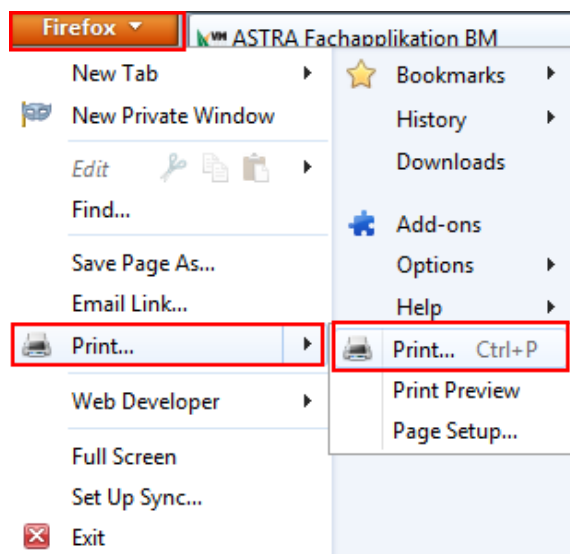 Firefox
VM ASTRA Fachapplikation BM
New Tab
New Private Window
Edit
Find...
Save Page As...
Email Link...
Print...
Web Developer
Full Screen
Set Up Sync...
Exit
Bookmarks
History
Downloads
Add-ons
Options
Help
Print... Ctrl+P
Print Preview
Page Setup...